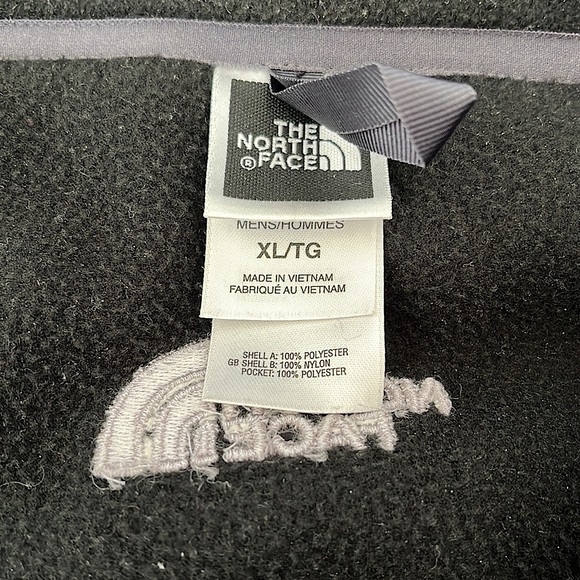 THE
NORTH
® FACE
MENS/HOMMES
XL/TG
MADE IN VIETNAM
FABRIQUÉ AU VIETNAM
SHELL A: 100% POLYESTER
GB SHELL B: 100% NYLON
POCKET: 100% POLYESTER